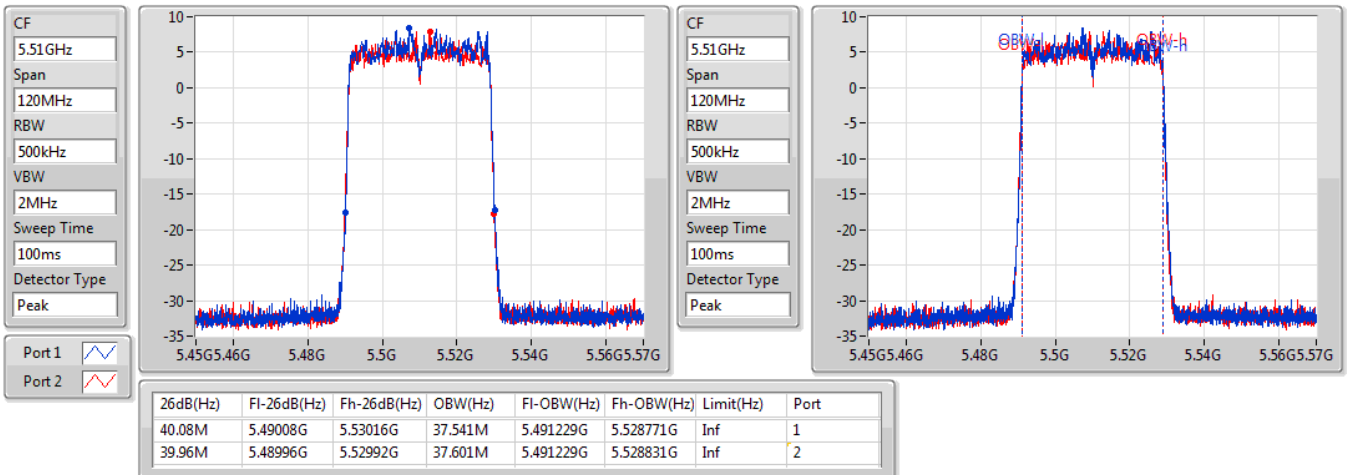 CF
5.51GHz
Span
120MHz
RBW
500kHz
VBW
2MHz
Sweep Time
100ms
Detector Type
Peak
Port 1
Port 2
10
5
0
-5
-10
-15
-20
-25
-30
-35
5.45G 5.46G 5.48G 5.5G 5.52G 5.54G 5.56G 5.57G
CF
5.51GHz
Span
120MHz
RBW
500kHz
VBW
2MHz
Sweep Time
100ms
Detector Type
Peak
10
5
0
-5
-10
-15
-20
-25
-30
-35
OBW-l OBW-h
OBW-l OBW-h
5.45G 5.46G 5.48G 5.5G 5.52G 5.54G 5.56G 5.57G
26dB(Hz) Fl-26dB(Hz) Fh-26dB(Hz) OBW(Hz) Fl-OBW(Hz) Fh-OBW(Hz) Limit(Hz) Port
40.08M 5.49008G 5.53016G 37.541M 5.491229G 5.528771G Inf 1
39.96M 5.48996G 5.52992G 37.601M 5.491229G 5.528831G Inf 2